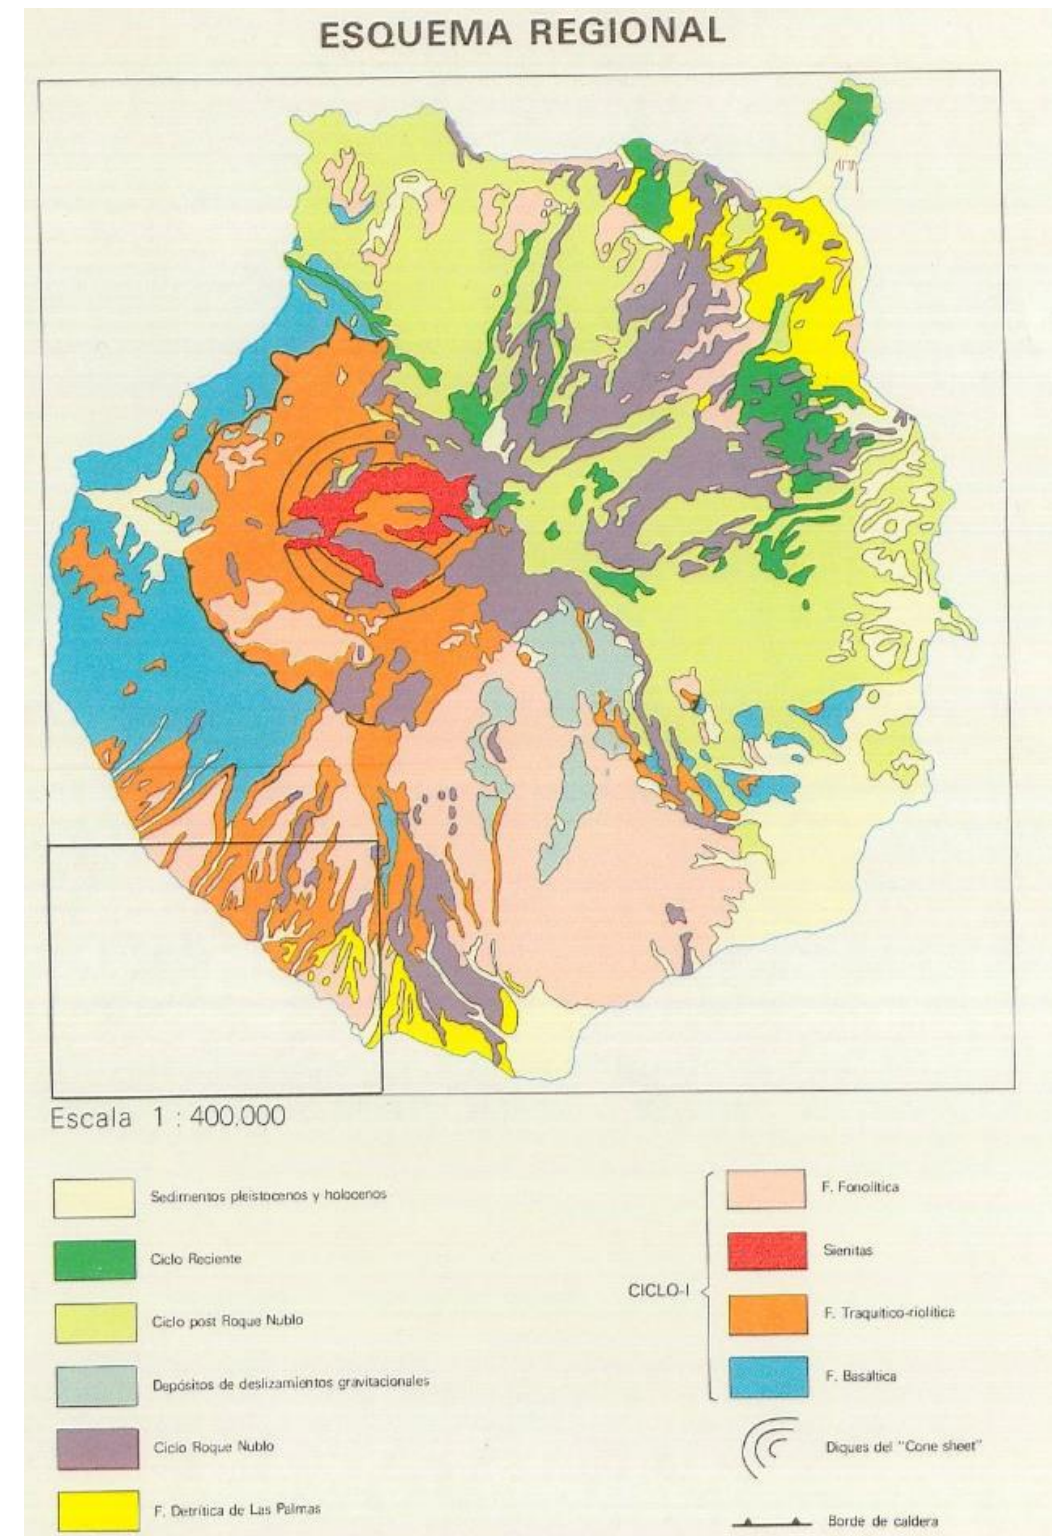 ESQUEMA REGIONAL
Escala 1 : 400.000
Sedimentos pleistocenos y holocenos
Ciclo Reciente
Ciclo post Roque Nublo
Depósitos de deslizamientos gravitacionales
Ciclo Roque Nublo
F. Detrítica de Las Palmas
CICLO-I
F. Fonolítica
Sienitas
F. Traquítico-riolítica
F. Basáltica
Diques del "Cone sheet"
Borde de caldera